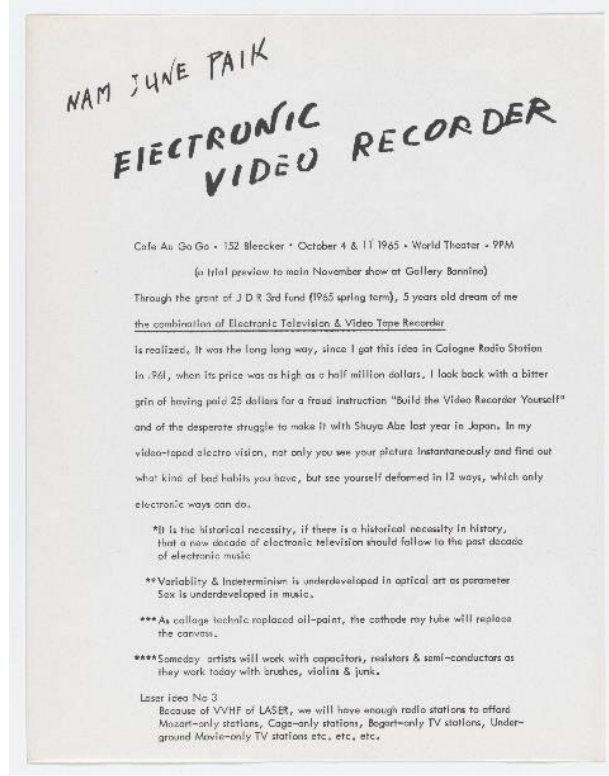 NAM JUNE PAIK
ElECTRONIC
VIDEO RECORDER
Cafe Au Go Go • 152 Bleecker • October 4 & 11 1965 • World Theater • 9PM
(a trial preview to main November show at Gallery Bonnino)
Through the grant of J D R 3rd fund (1965 spring term), 5 years old dream of me
the combination of Electronic Television & Video Tape Recorder
is realized. It was the long long way, since I got this idea in Cologne Radio Station
in 1961, when its price was as high as a half million dollars. I look back with a bitter
grin of having paid 25 dollars for a fraud instruction "Build the Video Recorder Yourself"
and of the desperate struggle to make it with Shuya Abe last year in Japan. In my
video-taped electro vision, not only you see your picture instantaneously and find out
what kind of bad habits you have, but see yourself deformed in 12 ways, which only
electronic ways can do.
*It is the historical necessity, if there is a historical necessity in history,
that a new decade of electronic television should follow to the past decade
of electronic music
**Variablity & Indeterminism is underdeveloped in optical art as parameter
Sex is underdeveloped in music.
***As collage technic replaced oil-paint, the cathode ray tube will replace
the canvass.
****Someday artists will work with capacitors, resistors & semi-conductors as
they work today with brushes, violins & junk.
Laser idea No 3
Because of VVHF of LASER, we will have enough radio stations to afford
Mozart-only stations, Cage-only stations, Bogart-only TV stations, Under-
ground Movie-only TV stations etc. etc. etc.